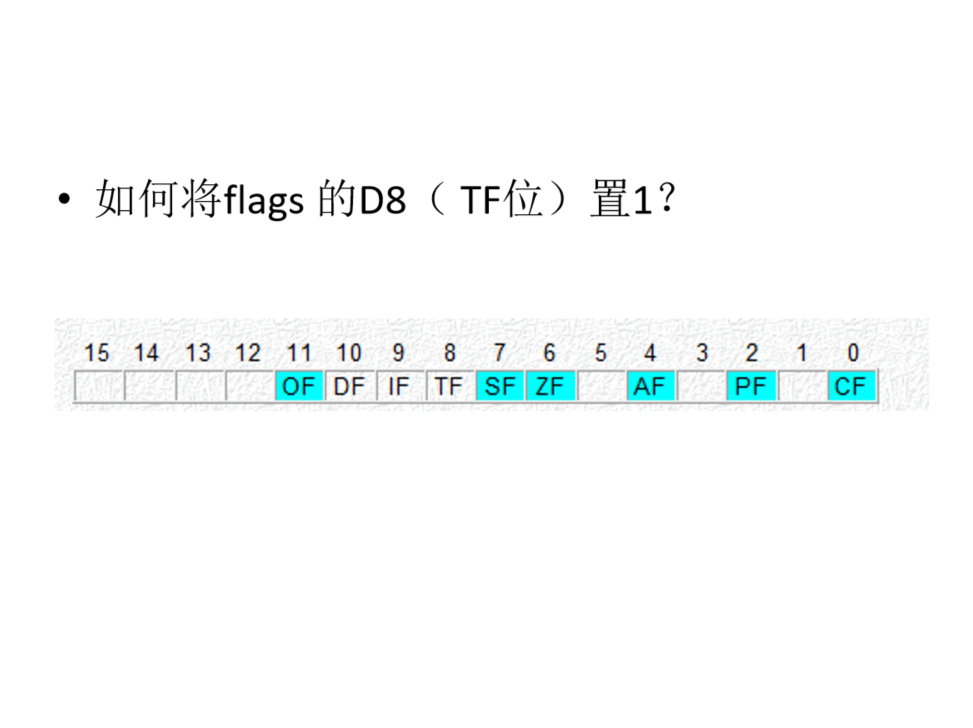 • 如何将flags 的D8（ TF位）置1？
15 14 13 12 11 10 9 8 7 6 5 4 3 2 1 0
OF DF IF TF SF ZF AF PF CF